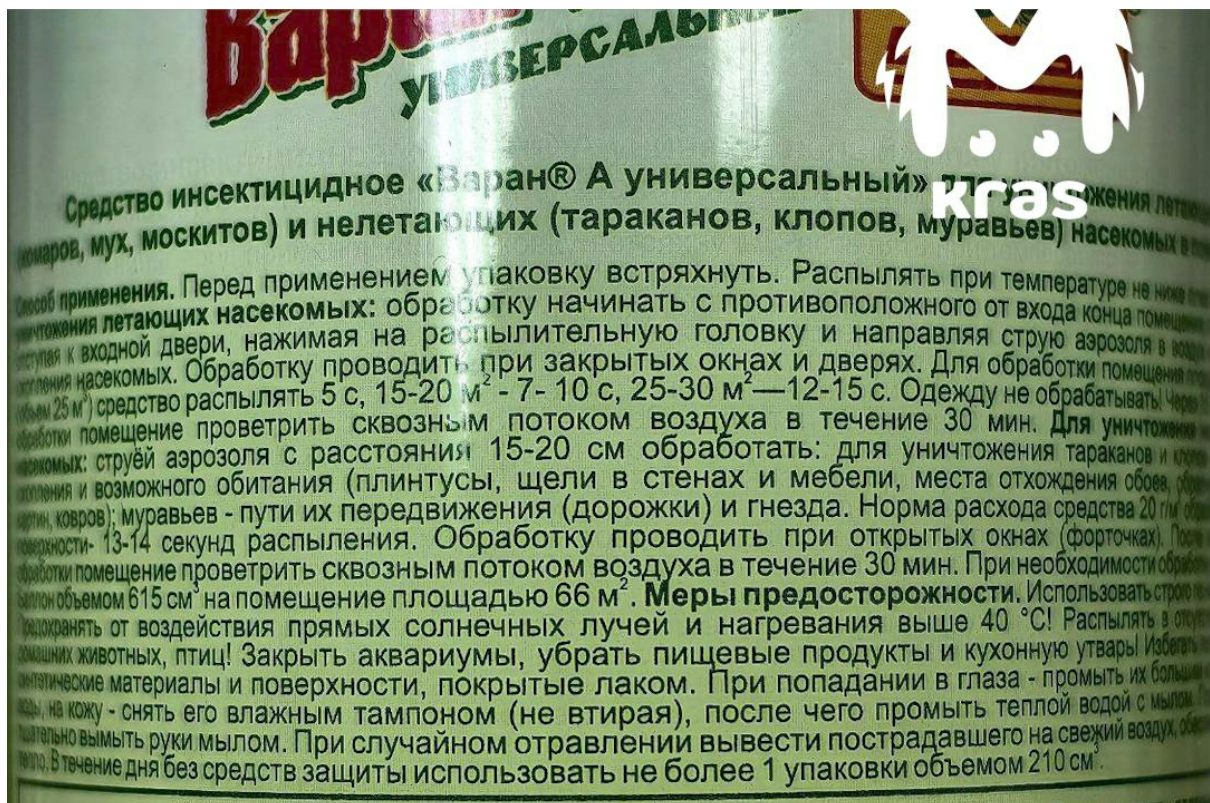 Варан
УНИВЕРСАЛЬНЫЙ
kras
Средство инсектицидное «Варан® А универсальный» для уничтожения летающих
(комаров, мух, москитов) и нелетающих (тараканов, клопов, муравьев) насекомых в
Способ применения. Перед применением упаковку встряхнуть. Распылять при температуре не ниже
уничтожения летающих насекомых: обработку начинать с противоположного от входа конца помещения
к входной двери, нажимая на распылительную головку и направляя струю аэрозоля в воздух
скопления насекомых. Обработку проводить при закрытых окнах и дверях. Для обработки помещения
(объем 25 м³) средство распылять 5 с, 15-20 м² - 7- 10 с, 25-30 м²—12-15 с. Одежду не обрабатывать! Через
обработки помещение проветрить сквозным потоком воздуха в течение 30 мин. Для уничтожения
насекомых: струёй аэрозоля с расстояния 15-20 см обработать: для уничтожения тараканов и клопов
скопления и возможного обитания (плинтусы, щели в стенах и мебели, места отхождения обоев,
картин, ковров); муравьев - пути их передвижения (дорожки) и гнезда. Норма расхода средства 20 г/м²
поверхности- 13-14 секунд распыления. Обработку проводить при открытых окнах (форточках). После
обработки помещение проветрить сквозным потоком воздуха в течение 30 мин. При необходимости
Баллон объемом 615 см³ на помещение площадью 66 м². Меры предосторожности. Использовать строго
Предохранять от воздействия прямых солнечных лучей и нагревания выше 40 °С! Распылять в
домашних животных, птиц! Закрыть аквариумы, убрать пищевые продукты и кухонную утварь! Избегать
синтетические материалы и поверхности, покрытые лаком. При попадании в глаза - промыть их большим
воды, на кожу - снять его влажным тампоном (не втирая), после чего промыть теплой водой с мылом.
тщательно вымыть руки мылом. При случайном отравлении вывести пострадавшего на свежий воздух,
тепло. В течение дня без средств защиты использовать не более 1 упаковки объемом 210 см³.